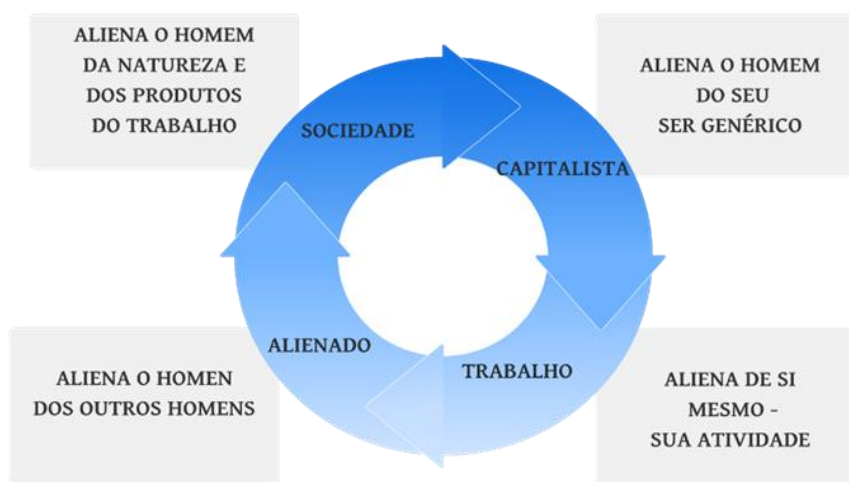 ALIENA O HOMEM
DA NATUREZA E
DOS PRODUTOS
DO TRABALHO
ALIENA O HOMEM
DO SEU
SER GENÉRICO
SOCIEDADE
CAPITALISTA
ALIENADO
TRABALHO
ALIENA O HOMEN
DOS OUTROS HOMENS
ALIENA DE SI
MESMO -
SUA ATIVIDADE